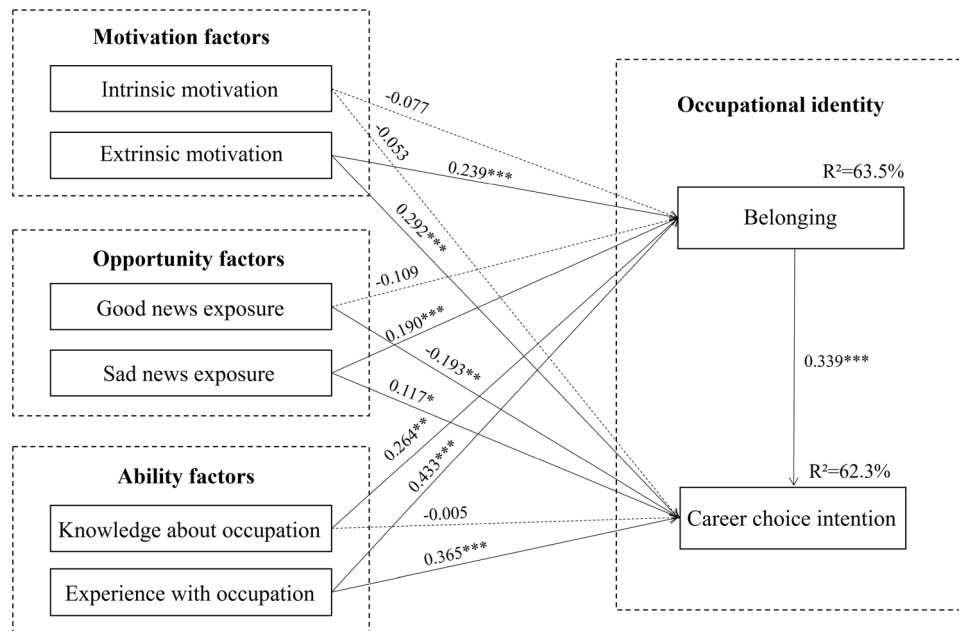 Motivation factors
Intrinsic motivation
Extrinsic motivation
Opportunity factors
Good news exposure
Sad news exposure
Ability factors
Knowledge about occupation
Experience with occupation
-0.077
-0.053
0.239***
0.292***
-0.109
0.190***
-0.193**
0.117*
0.264**
0.433***
-0.005
0.365***
Occupational identity
R²=63.5%
Belonging
0.339***
R²=62.3%
Career choice intention